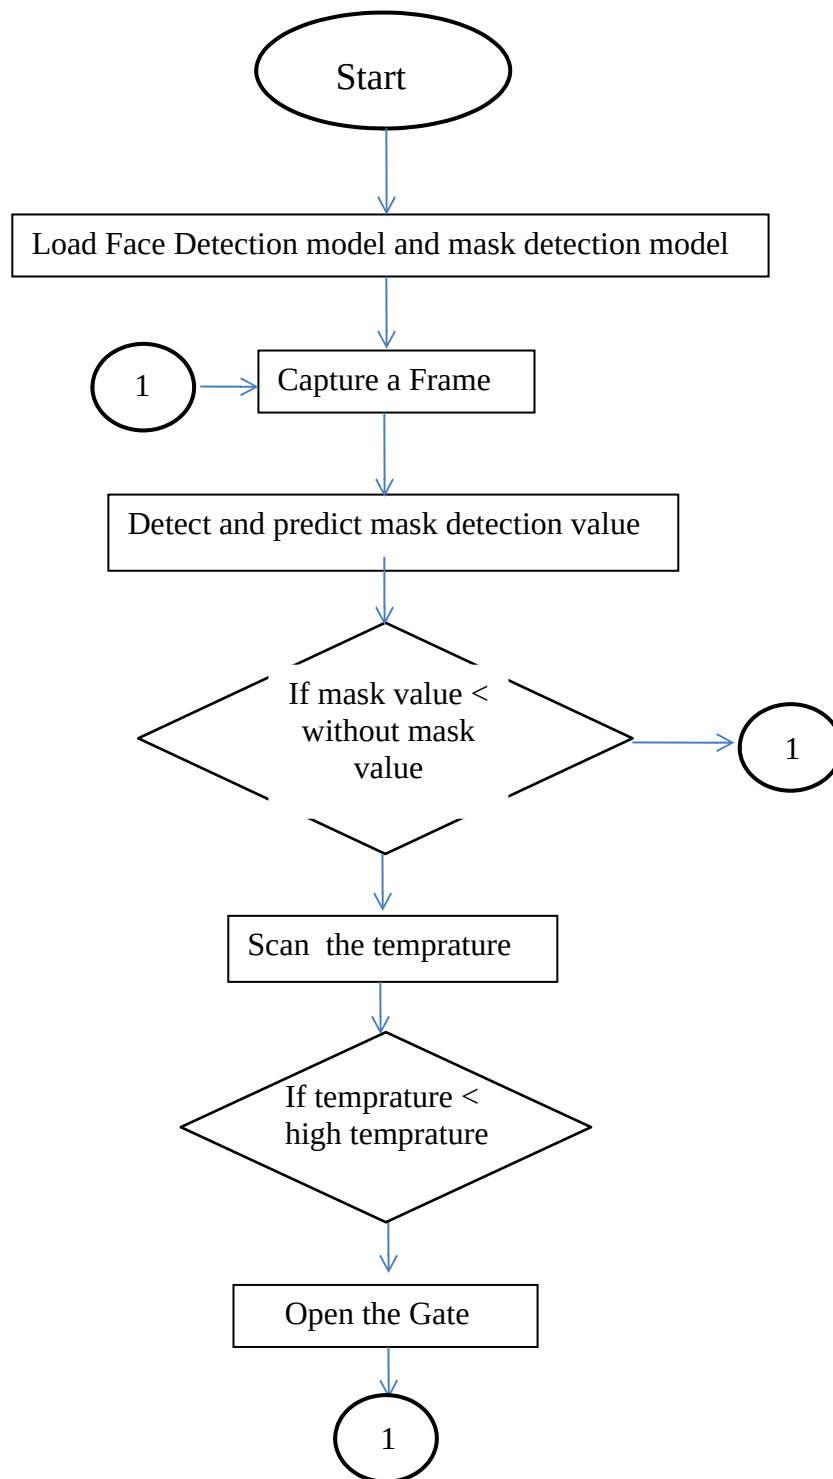 Start
Load Face Detection model and mask detection model
1
Capture a Frame
Detect and predict mask detection value
If mask value <
without mask
value
1
Scan  the temprature
If temprature <
high temprature
Open the Gate
1